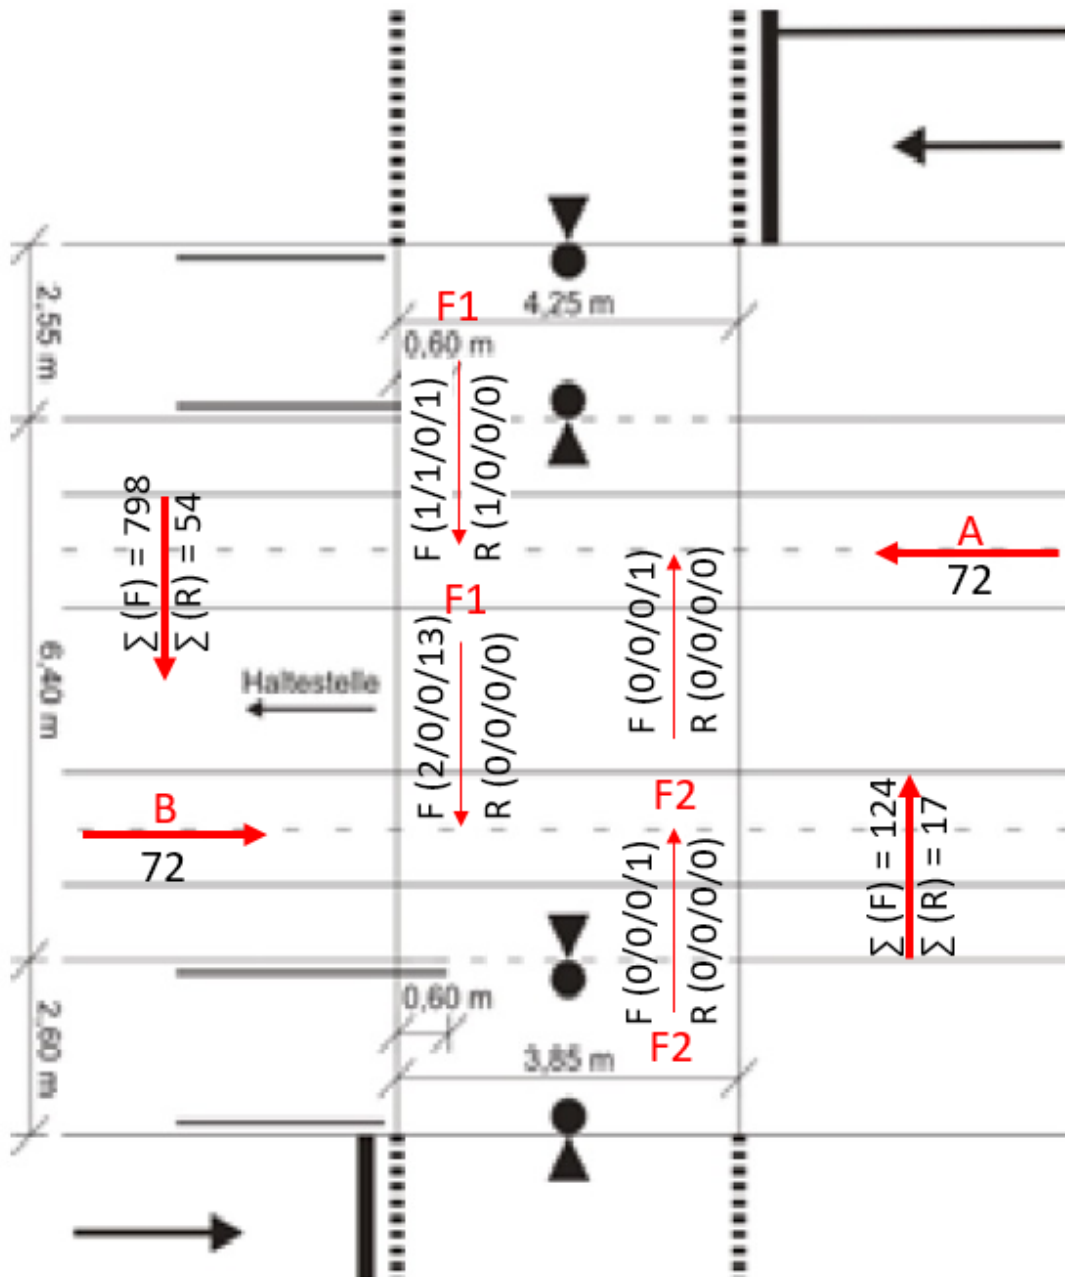 F1
4,25 m
0,60 m
2,55 m
F (1/1/0/1)
R (1/0/0/0)
∑ (F) = 798
∑ (R) = 54
A
72
F1
F (0/0/0/1)
R (0/0/0/0)
F (2/0/0/13)
R (0/0/0/0)
6,40 m
Haltestelle
B
72
F2
∑ (F) = 124
∑ (R) = 17
F (0/0/0/1)
R (0/0/0/0)
0,60 m
2,60 m
F2
3,85 m